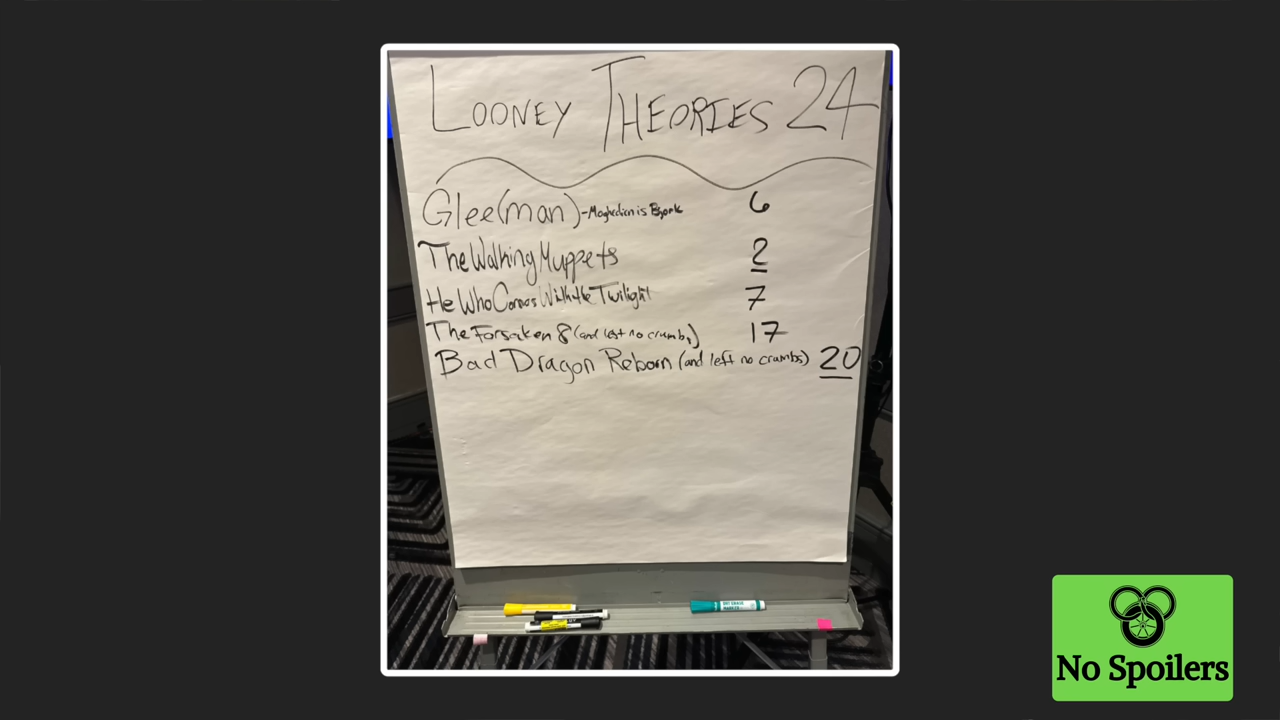 LOONEY THEORIES 24
Glee(man) - Moghedien is Bjork 6
The Walking Muppets 2
He Who Comes With the Twilight 7
The Forsaken 8 (and left no crumbs) 17
Bad Dragon Reborn (and left no crumbs) 20
No Spoilers